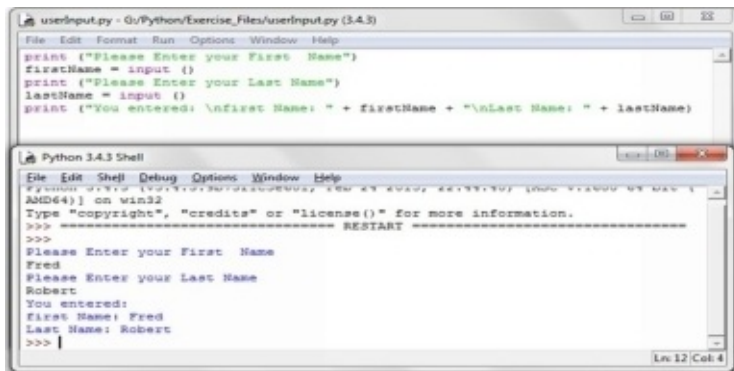 userInput.py - G:/Python/Exercise_Files/userInput.py (3.4.3)
File Edit Format Run Options Window Help
print ("Please Enter your First  Name")
firstName = input ()
print ("Please Enter your Last Name")
lastName = input ()
print ("You entered: \nfirst Name: " + firstName + "\nLast Name: " + lastName)
Python 3.4.3 Shell
File Edit Shell Debug Options Window Help
AMD64)] on win32
Type "copyright", "credits" or "license()" for more information.
>>> ================================ RESTART ================================
>>>
Please Enter your First  Name
Fred
Please Enter your Last Name
Robert
You entered:
first Name: Fred
Last Name: Robert
>>>
Ln: 12 Col: 4